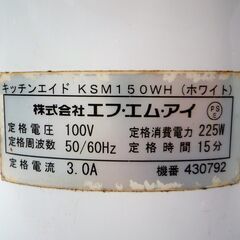 キッチンエイド KSM150WH (ホワイト)
株式会社エフ・エム・アイ
PS
E
定格電圧 100V 定格消費電力 225W
定格周波数 50/60Hz 定格時間 15分
定格電流 3.0A 機番 430792